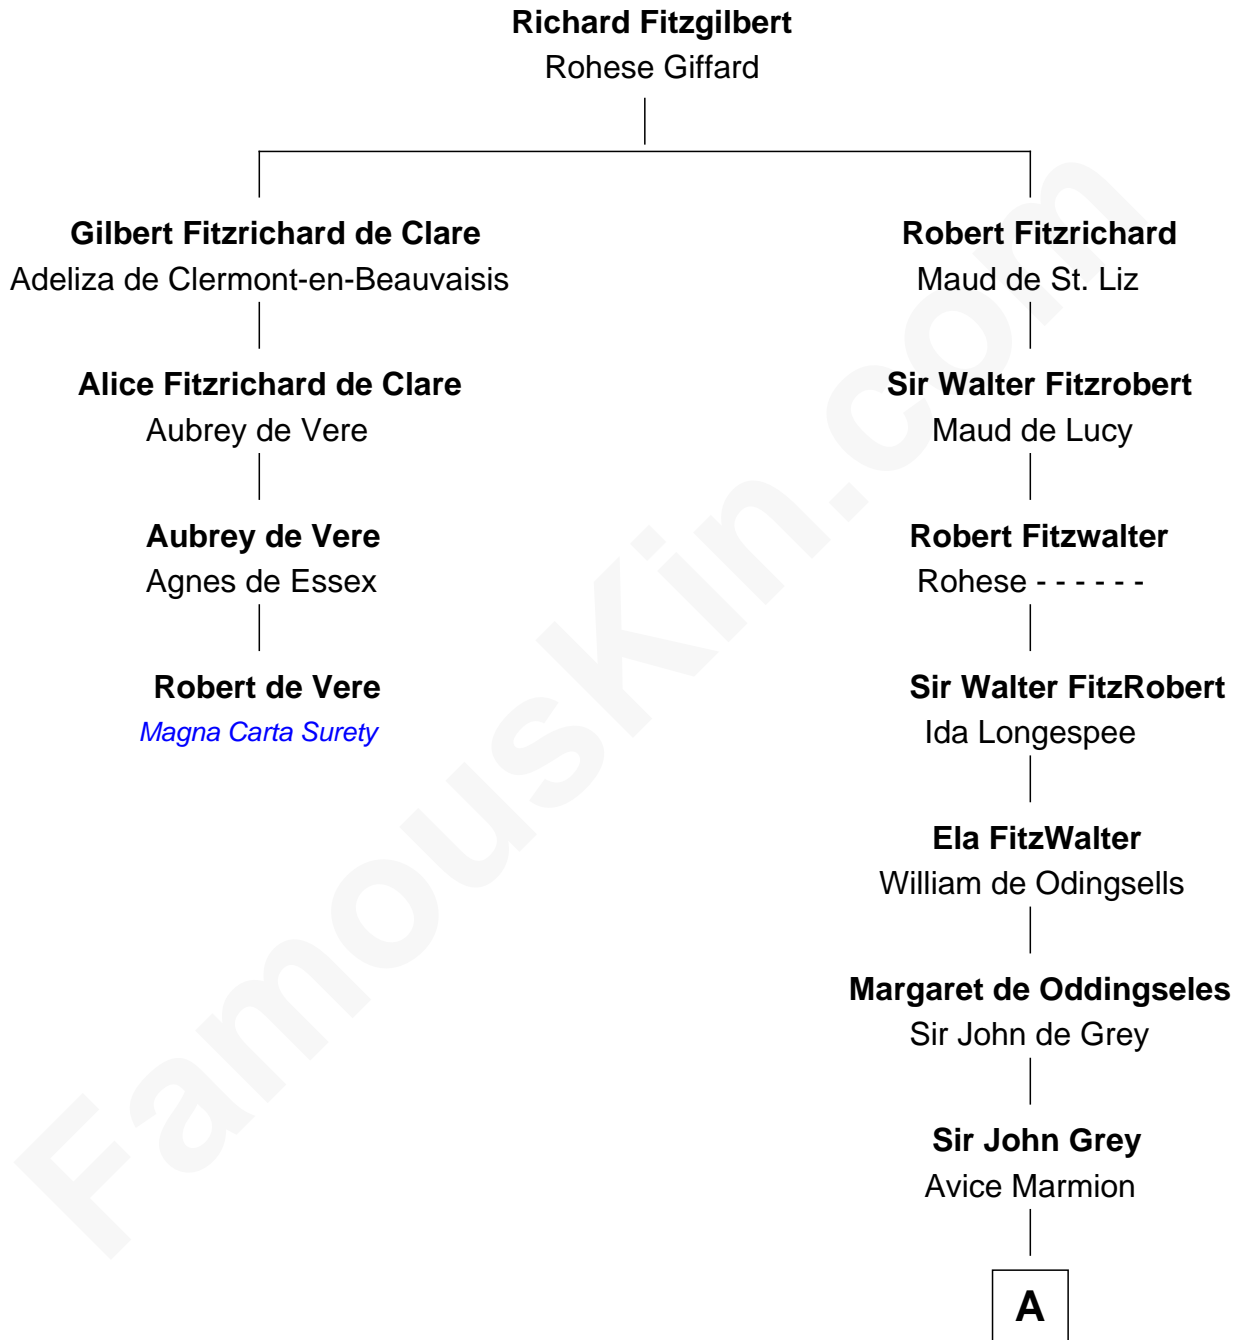 Richard Fitzgilbert
Rohese Giffard
Gilbert Fitzrichard de Clare
Adeliza de Clermont-en-Beauvaisis
Alice Fitzrichard de Clare
Aubrey de Vere
Aubrey de Vere
Agnes de Essex
Robert de Vere
Magna Carta Surety
Robert Fitzrichard
Maud de St. Liz
Sir Walter Fitzrobert
Maud de Lucy
Robert Fitzwalter
Rohese - - - - - -
Sir Walter FitzRobert
Ida Longespee
Ela FitzWalter
William de Odingsells
Margaret de Oddingseles
Sir John de Grey
Sir John Grey
Avice Marmion
A
FamousKin.com